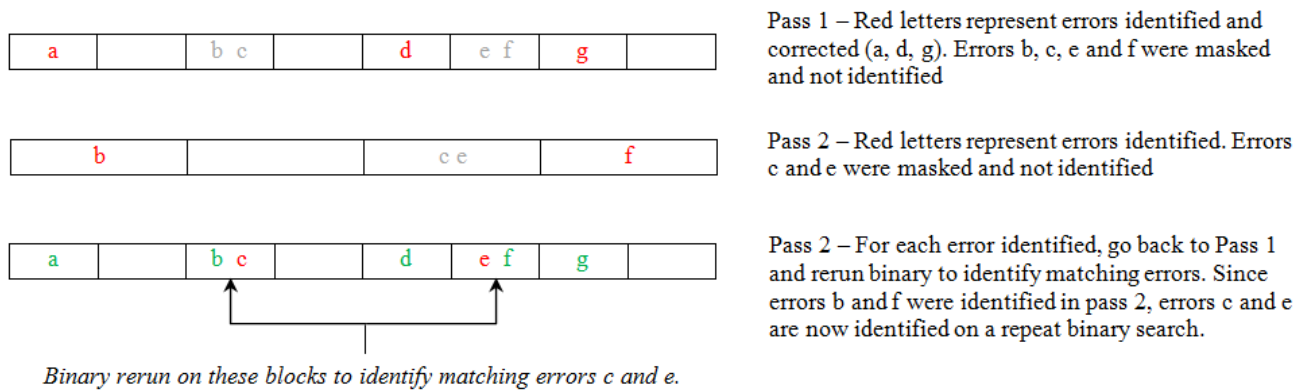 a b c d e f g
Pass 1 – Red letters represent errors identified and
corrected (a, d, g). Errors b, c, e and f were masked
and not identified
b c e f
Pass 2 – Red letters represent errors identified. Errors
c and e were masked and not identified
a b c d e f g
Pass 2 – For each error identified, go back to Pass 1
and rerun binary to identify matching errors. Since
errors b and f were identified in pass 2, errors c and e
are now identified on a repeat binary search.
Binary rerun on these blocks to identify matching errors c and e.